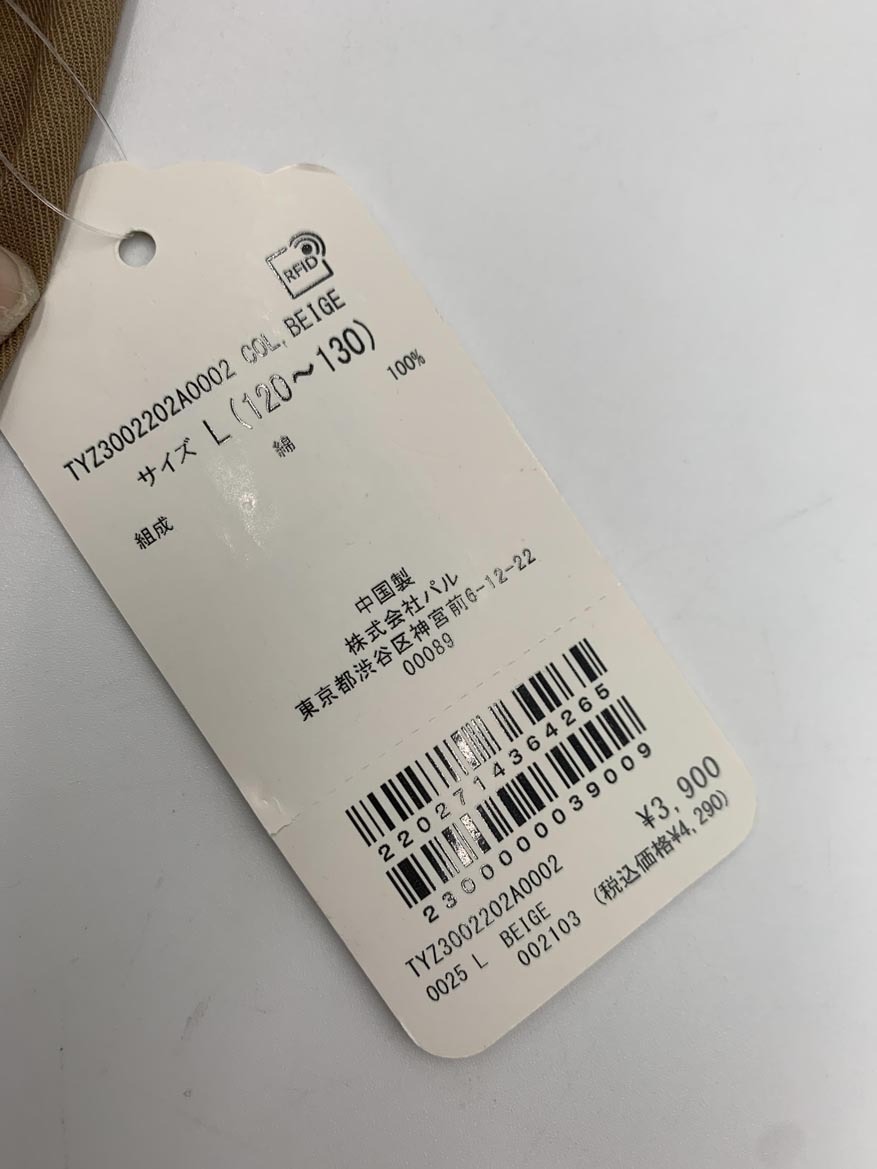 RFID
TYZ3002202A0002 COL,BEIGE
サイズ L(120～130)
組成 綿 100%
中国製
株式会社パル
東京都渋谷区神宮前6-12-22
00089
2202714364265
2300000039009
¥3,900
TYZ3002202A0002 (税込価格¥4,290)
0025 L BEIGE
002103